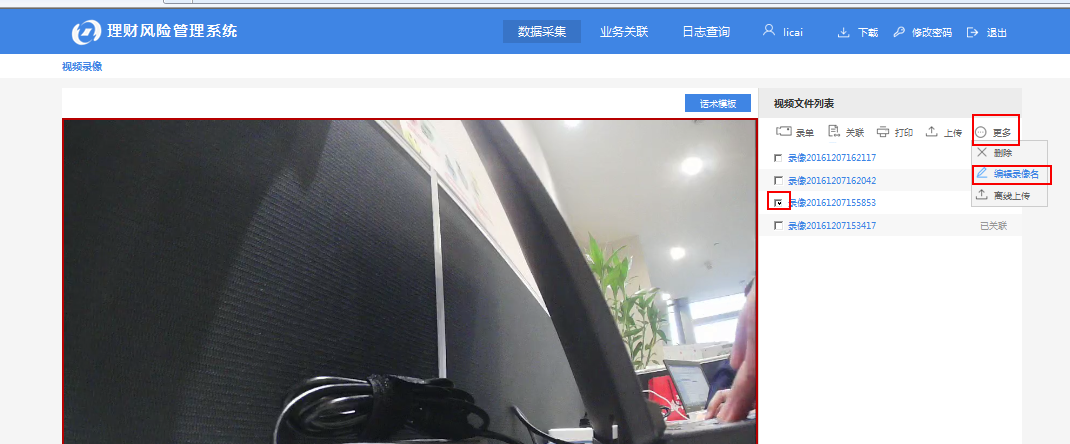 理财风险管理系统
数据采集 业务关联 日志查询 licai 下载 修改密码 退出
视频录像
话术模板 视频文件列表
录单 关联 打印 上传 更多
删除
编辑录像名
离线上传
录像20161207162117
录像20161207162042
录像20161207155853
录像20161207153417 已关联